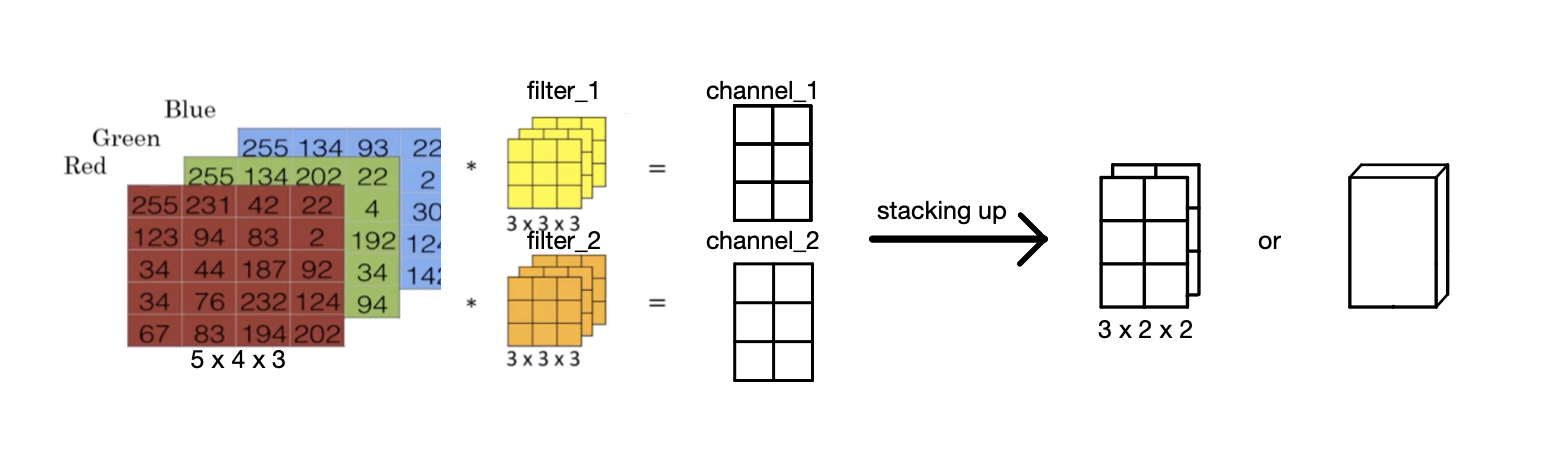 Blue
Green
Red
255 134 93 22
2
30
124
142
255 134 202 22
4
192
34
94
255 231 42 22
123 94 83 2
34 44 187 92
34 76 232 124
67 83 194 202
5 x 4 x 3
*
filter_1
3 x 3 x 3
=
channel_1
*
filter_2
3 x 3 x 3
=
channel_2
stacking up
3 x 2 x 2
or